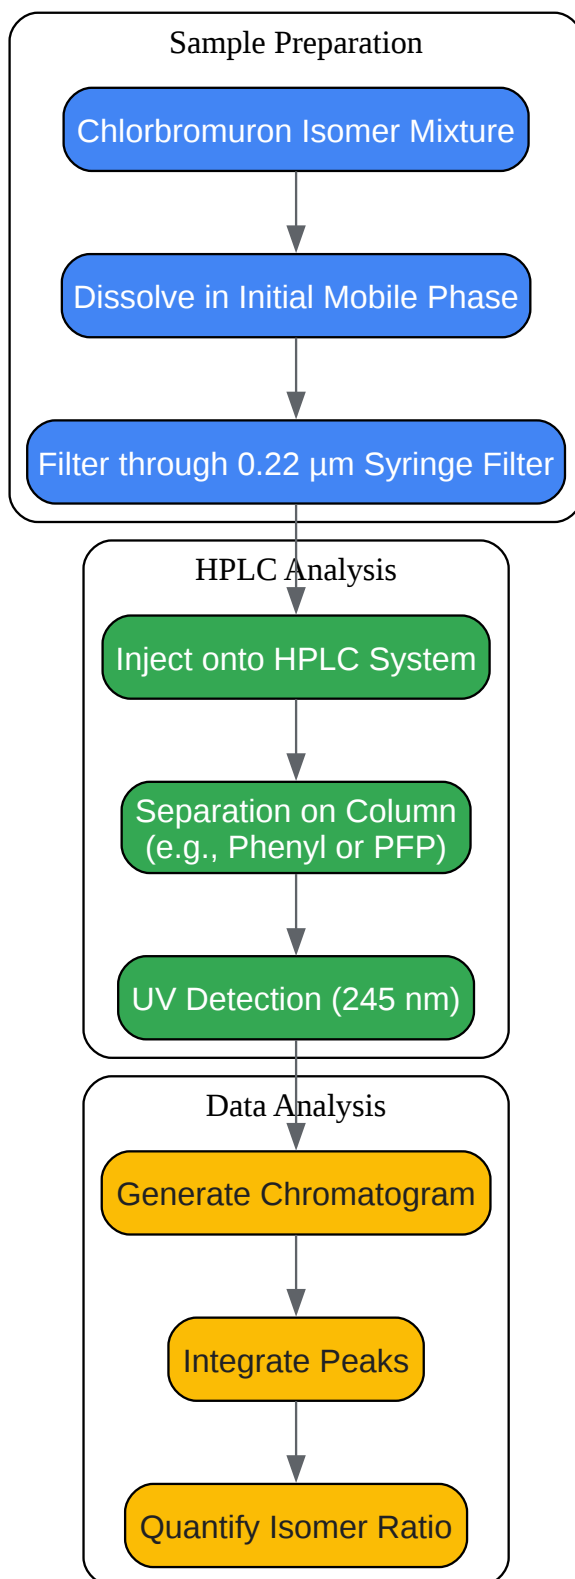 Sample Preparation
Chlorbromuron Isomer Mixture
Dissolve in Initial Mobile Phase
Filter through 0.22 µm Syringe Filter
HPLC Analysis
Inject onto HPLC System
Separation on Column
(e.g., Phenyl or PFP)
UV Detection (245 nm)
Data Analysis
Generate Chromatogram
Integrate Peaks
Quantify Isomer Ratio